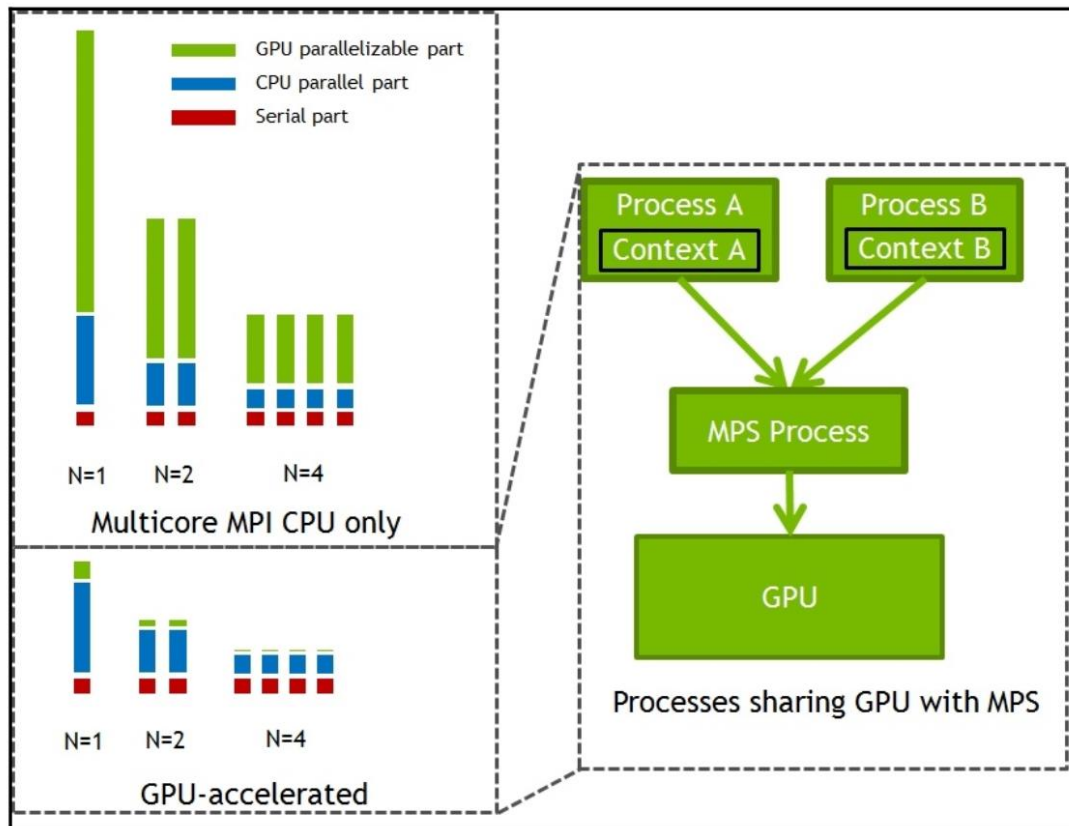 GPU parallelizable part
CPU parallel part
Serial part
N=1
N=2
N=4
Multicore MPI CPU only
N=1
N=2
N=4
GPU-accelerated
Process A
Context A
Process B
Context B
MPS Process
GPU
Processes sharing GPU with MPS